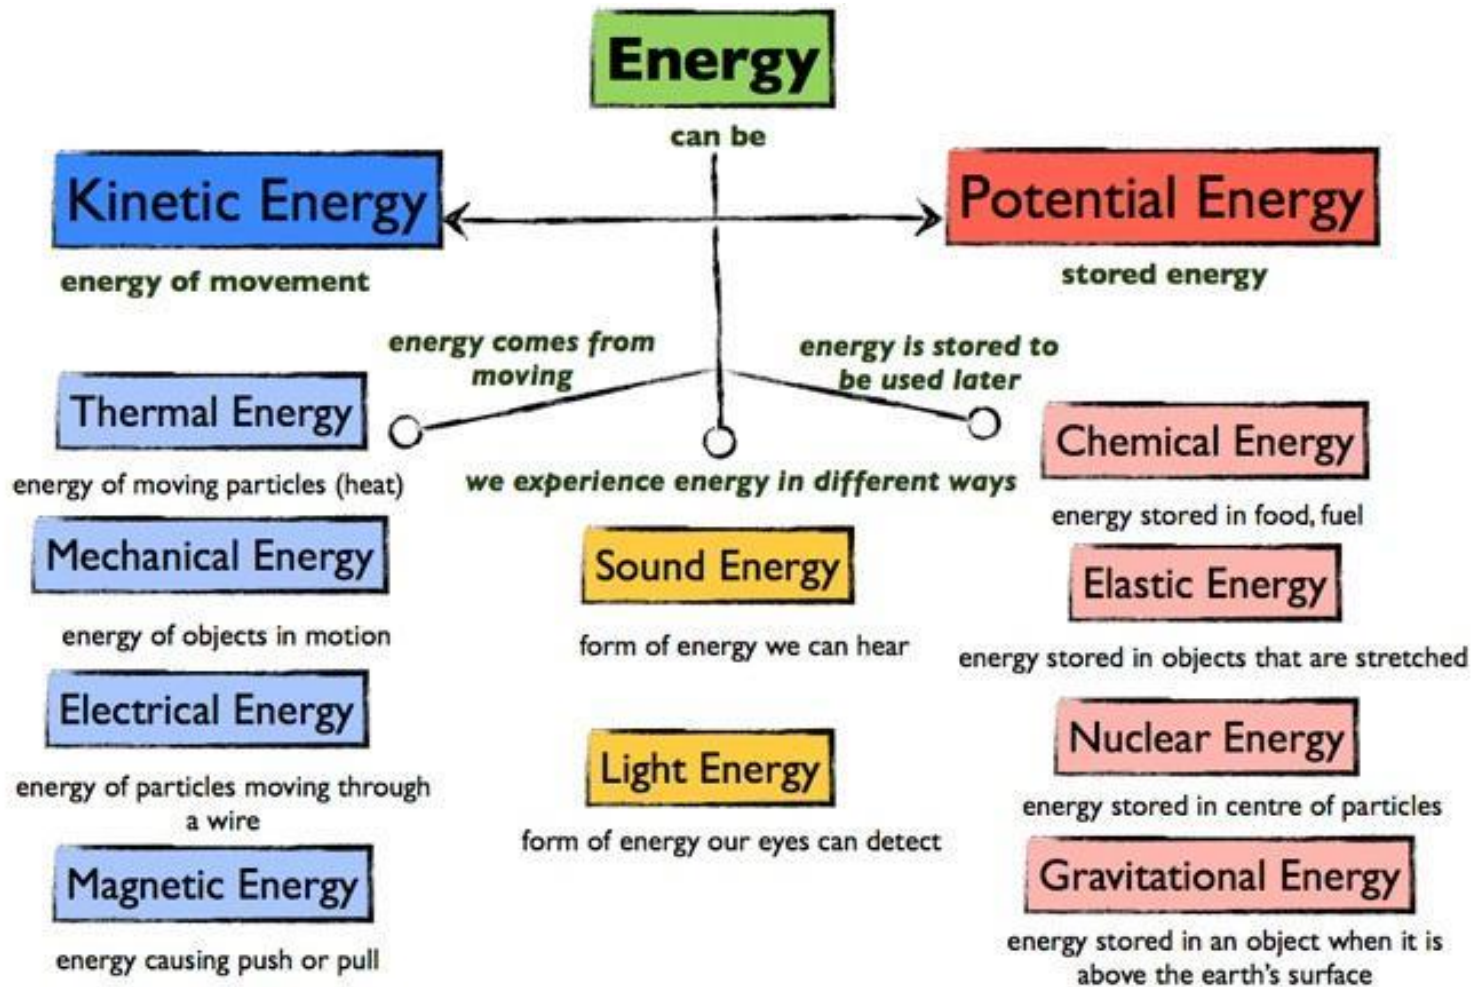 Energy
can be
Kinetic Energy
energy of movement
Potential Energy
stored energy
energy comes from
moving
energy is stored to
be used later
we experience energy in different ways
Thermal Energy
energy of moving particles (heat)
Mechanical Energy
energy of objects in motion
Electrical Energy
energy of particles moving through
a wire
Magnetic Energy
energy causing push or pull
Sound Energy
form of energy we can hear
Light Energy
form of energy our eyes can detect
Chemical Energy
energy stored in food, fuel
Elastic Energy
energy stored in objects that are stretched
Nuclear Energy
energy stored in centre of particles
Gravitational Energy
energy stored in an object when it is
above the earth's surface